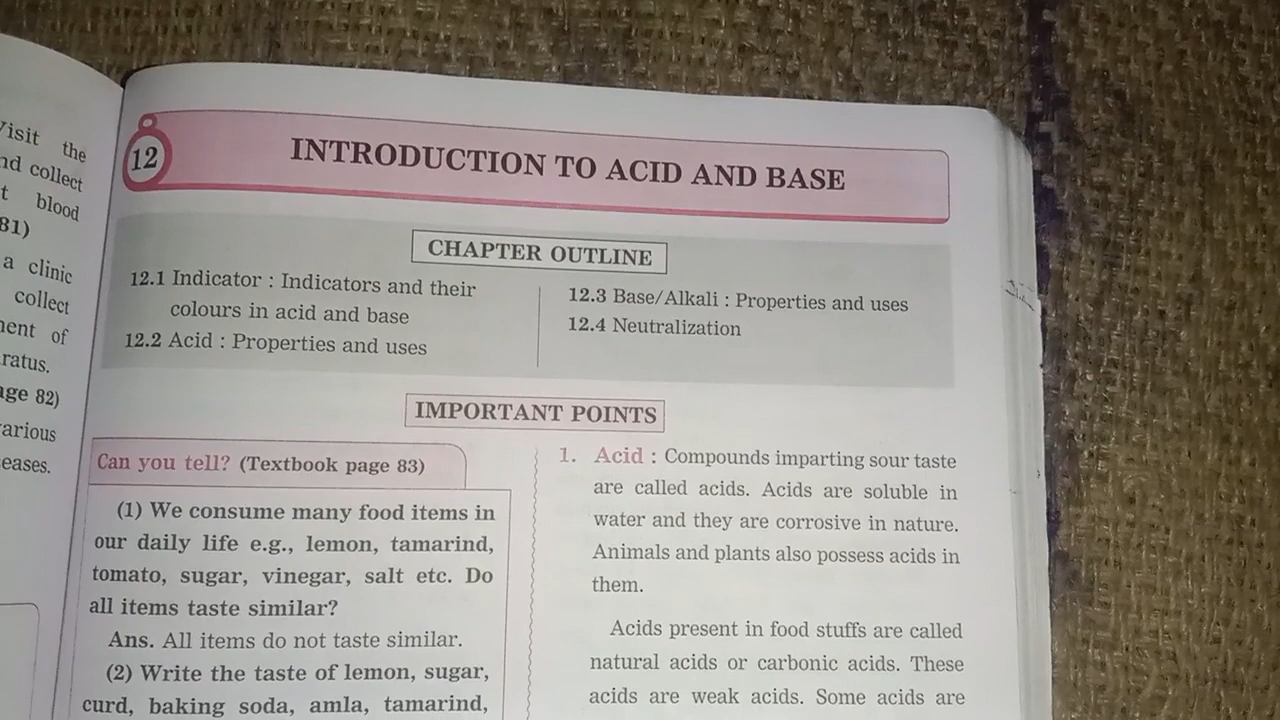 Visit the
nd collect
t blood
81)
a clinic
collect
ment of
ratus.
age 82)
various
eases.
12
INTRODUCTION TO ACID AND BASE
CHAPTER OUTLINE
12.1 Indicator : Indicators and their
colours in acid and base
12.2 Acid : Properties and uses
12.3 Base/Alkali : Properties and uses
12.4 Neutralization
IMPORTANT POINTS
Can you tell? (Textbook page 83)
(1) We consume many food items in
our daily life e.g., lemon, tamarind,
tomato, sugar, vinegar, salt etc. Do
all items taste similar?
Ans. All items do not taste similar.
(2) Write the taste of lemon, sugar,
curd, baking soda, amla, tamarind,
1. Acid : Compounds imparting sour taste
are called acids. Acids are soluble in
water and they are corrosive in nature.
Animals and plants also possess acids in
them.
Acids present in food stuffs are called
natural acids or carbonic acids. These
acids are weak acids. Some acids are